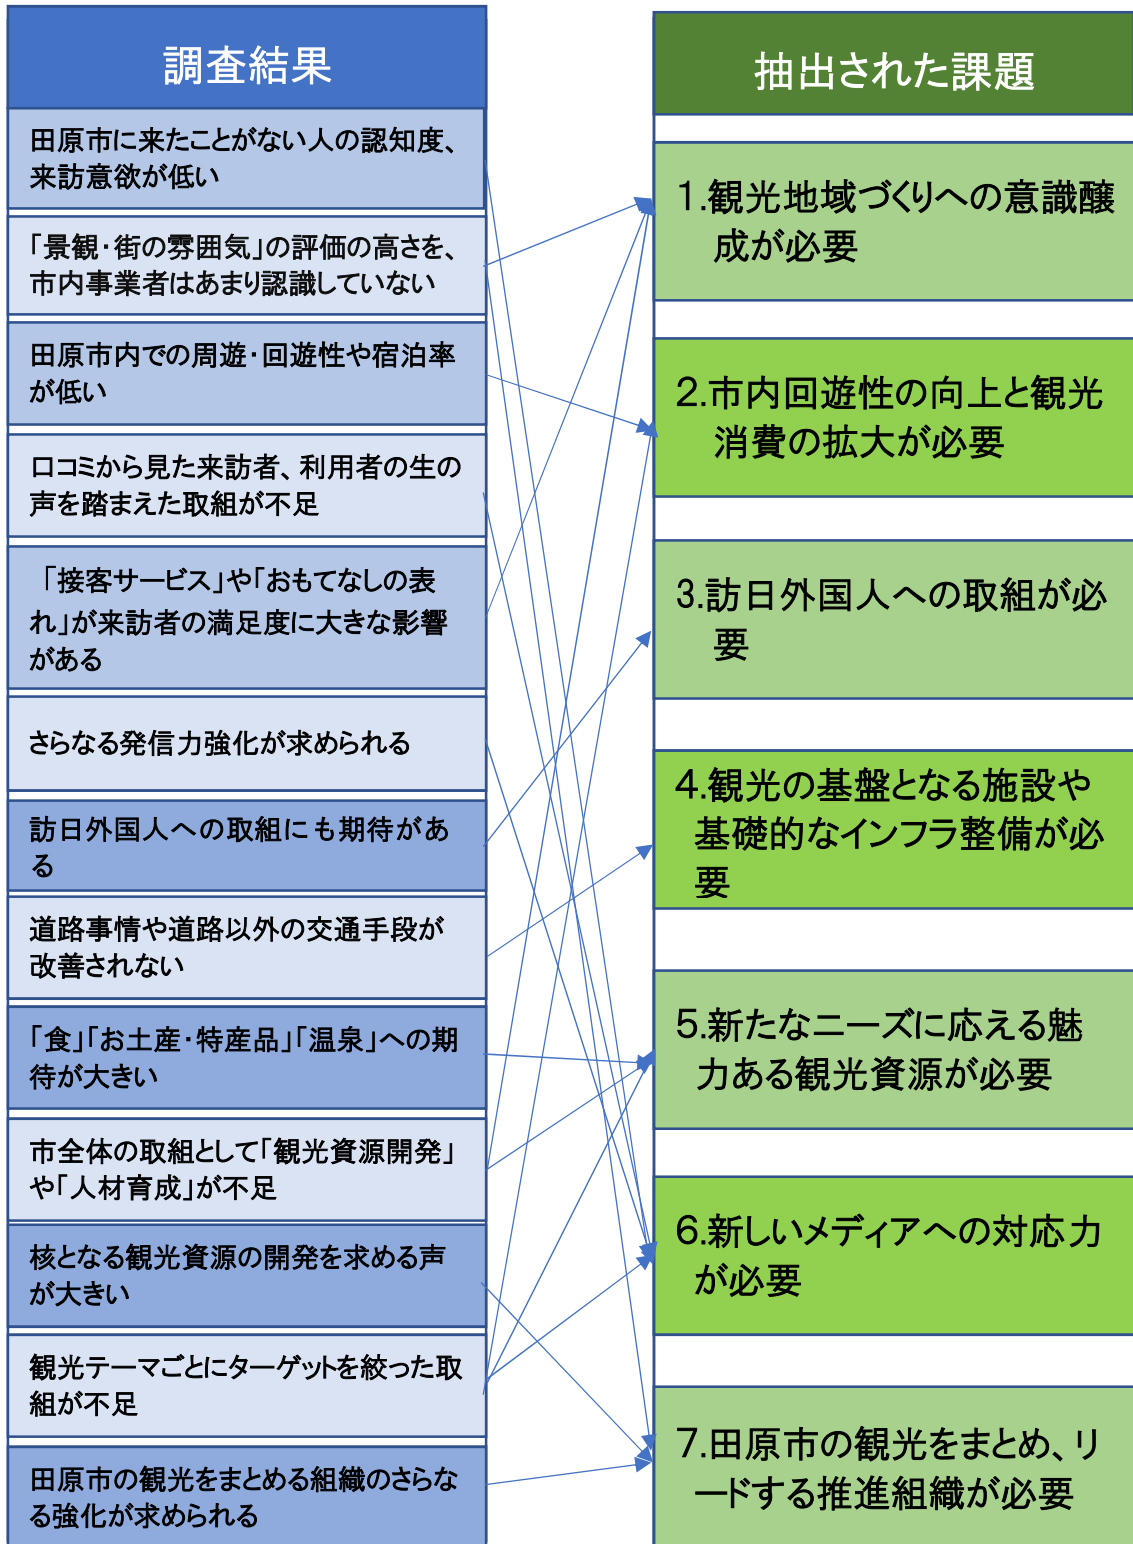 調査結果
田原市に来たことがない人の認知度、
来訪意欲が低い
「景観・街の雰囲気」の評価の高さを、
市内事業者はあまり認識していない
田原市内での周遊・回遊性や宿泊率
が低い
口コミから見た来訪者、利用者の生の
声を踏まえた取組が不足
「接客サービス」や「おもてなしの表
れ」が来訪者の満足度に大きな影響
がある
さらなる発信力強化が求められる
訪日外国人への取組にも期待があ
る
道路事情や道路以外の交通手段が
改善されない
「食」「お土産・特産品」「温泉」への期
待が大きい
市全体の取組として「観光資源開発」
や「人材育成」が不足
核となる観光資源の開発を求める声
が大きい
観光テーマごとにターゲットを絞った取
組が不足
田原市の観光をまとめる組織のさらな
る強化が求められる
抽出された課題
1.観光地域づくりへの意識醸
成が必要
2.市内回遊性の向上と観光
消費の拡大が必要
3.訪日外国人への取組が必
要
4.観光の基盤となる施設や
基礎的なインフラ整備が必
要
5.新たなニーズに応える魅
力ある観光資源が必要
6.新しいメディアへの対応力
が必要
7.田原市の観光をまとめ、リ
ードする推進組織が必要